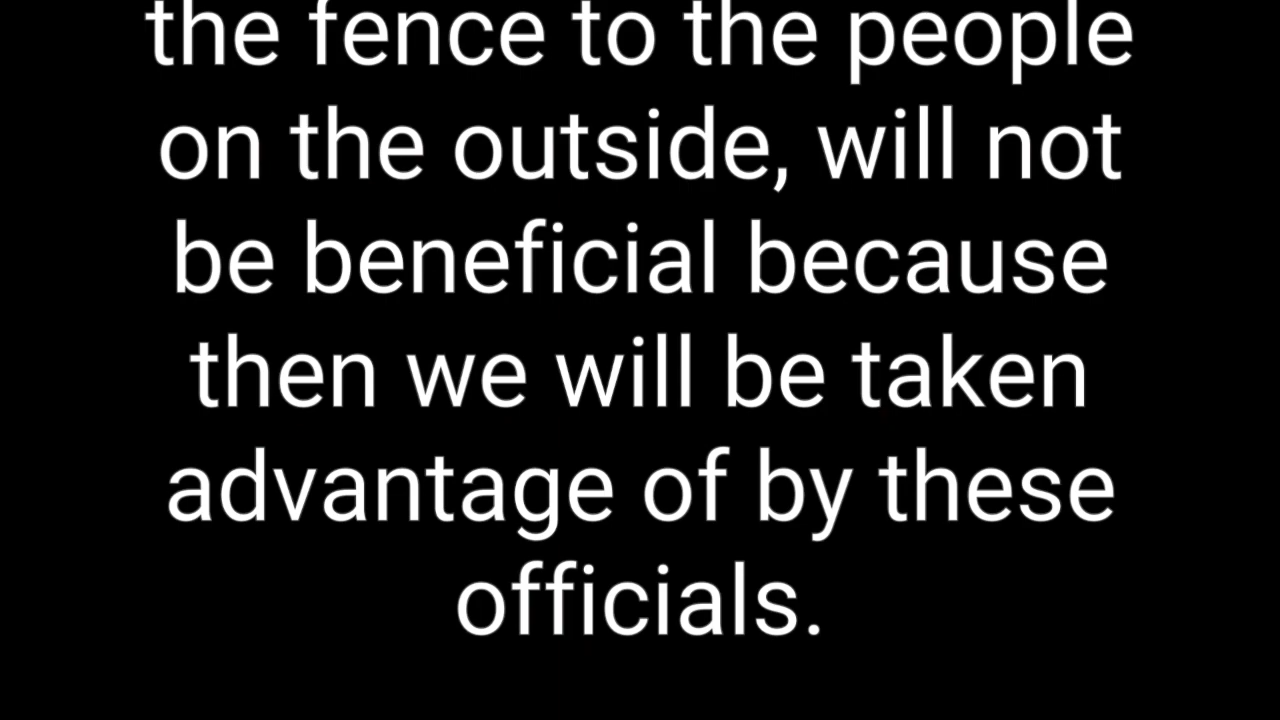 the fence to the people
on the outside, will not
be beneficial because
then we will be taken
advantage of by these
officials.